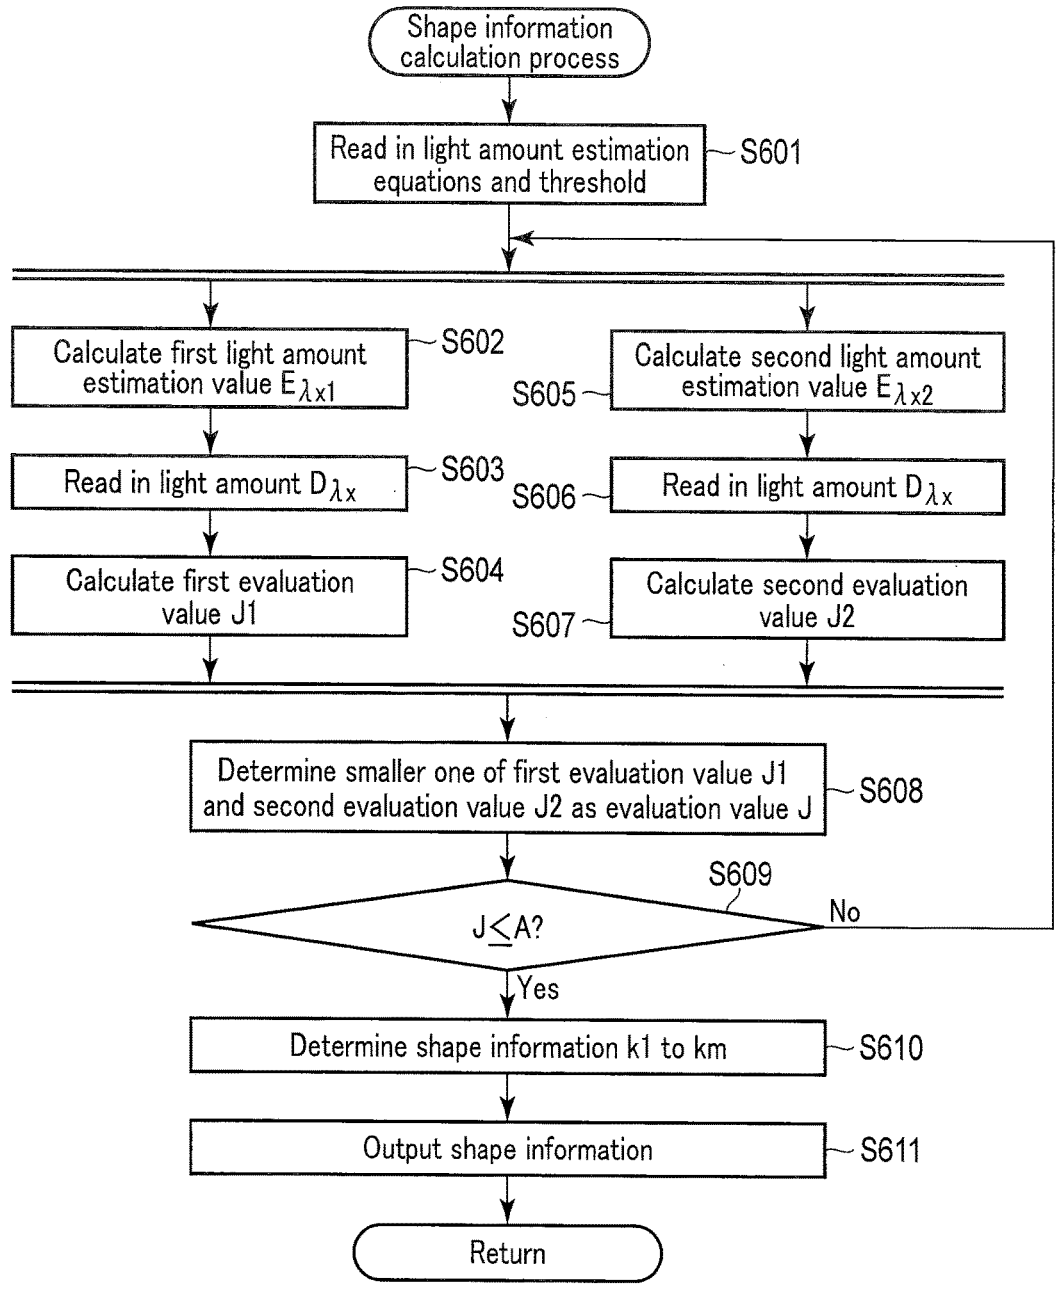 Shape information
calculation process
Read in light amount estimation
equations and threshold
S601
Calculate first light amount
estimation value Eλx1
S602
Read in light amount Dλx
S603
Calculate first evaluation
value J1
S604
Calculate second light amount
estimation value Eλx2
S605
Read in light amount Dλx
S606
Calculate second evaluation
value J2
S607
Determine smaller one of first evaluation value J1
and second evaluation value J2 as evaluation value J
S608
S609
J≤A?
No
Yes
Determine shape information k1 to km
S610
Output shape information
S611
Return